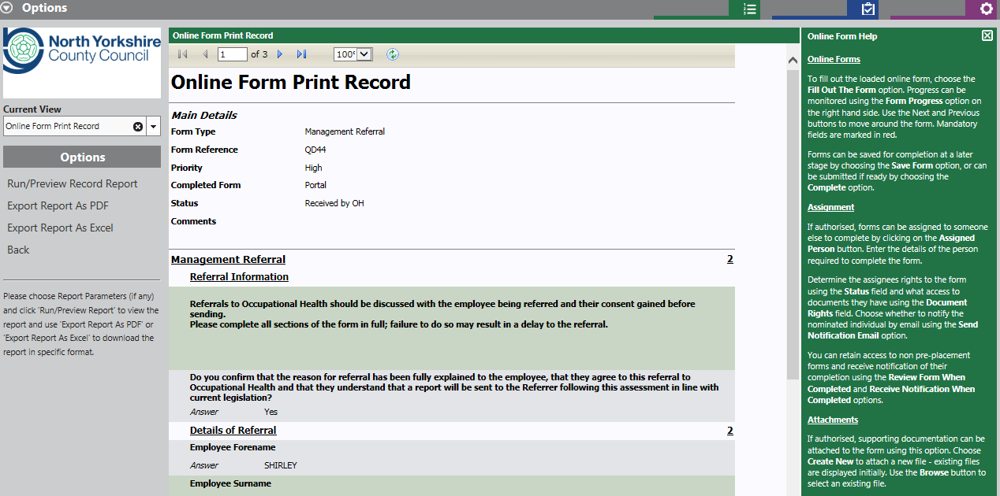 Options
North Yorkshire
County Council
Current View
Online Form Print Record
Options
Run/Preview Record Report
Export Report As PDF
Export Report As Excel
Back
Please choose Report Parameters (if any)
and click 'Run/Preview Report' to view the
report and use 'Export Report As PDF' or
'Export Report As Excel' to download the
report in specific format.
Online Form Print Record
1 of 3 100%
Online Form Print Record
Main Details
Form Type Management Referral
Form Reference QD44
Priority High
Completed Form Portal
Status Received by OH
Comments
Management Referral 2
Referral Information
Referrals to Occupational Health should be discussed with the employee being referred and their consent gained before
sending.
Please complete all sections of the form in full; failure to do so may result in a delay to the referral.
Do you confirm that the reason for referral has been fully explained to the employee, that they agree to this referral to
Occupational Health and that they understand that a report will be sent to the Referrer following this assessment in line with
current legislation?
Answer Yes
Details of Referral 2
Employee Forename
Answer SHIRLEY
Employee Surname
Online Form Help
Online Forms
To fill out the loaded online form, choose the
Fill Out The Form option. Progress can be
monitored using the Form Progress option on
the right hand side. Use the Next and Previous
buttons to move around the form. Mandatory
fields are marked in red.
Forms can be saved for completion at a later
stage by choosing the Save Form option, or can
be submitted if ready by choosing the
Complete option.
Assignment
If authorised, forms can be assigned to someone
else to complete by clicking on the Assigned
Person button. Enter the details of the person
required to complete the form.
Determine the assignees rights to the form
using the Status field and what access to
documents they have using the Document
Rights field. Choose whether to notify the
nominated individual by email using the Send
Notification Email option.
You can retain access to non pre-placement
forms and receive notification of their
completion using the Review Form When
Completed and Receive Notification When
Completed options.
Attachments
If authorised, supporting documentation can be
attached to the form using this option. Choose
Create New to attach a new file - existing files
are displayed initially. Use the Browse button to
select an existing file.